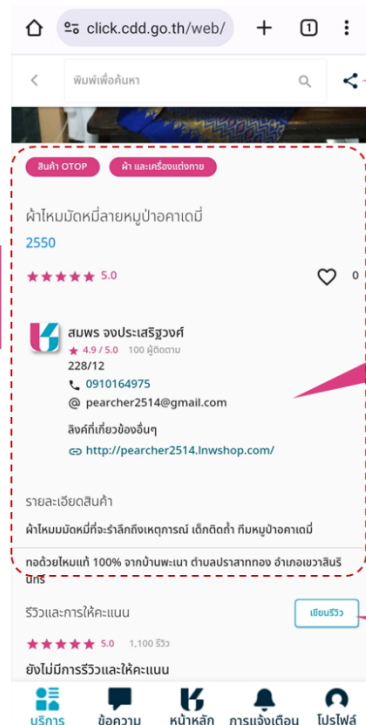 click.cdd.go.th/web/
1
พิมพ์เพื่อค้นหา
สินค้า OTOP
ผ้า และเครื่องแต่งกาย
ผ้าไหมมัดหมี่ลายหมูป่าอคาเดมี่
2550
5.0
0
สมพร จงประเสริฐวงศ์
4.9 / 5.0 100 ผู้ติดตาม
228/12
0910164975
@ pearcher2514@gmail.com
ลิงค์ที่เกี่ยวข้องอื่นๆ
http://pearcher2514.lnwshop.com/
รายละเอียดสินค้า
ผ้าไหมมัดหมี่ที่จะรำลึกถึงเหตุการณ์ เด็กติดถ้ำ ทีมหมูป่าอคาเดมี่
ทอด้วยไหมแท้ 100% จากบ้านพะเนา ตำบลปราสาททอง อำเภอเขวาสินริ
นทร์
รีวิวและการให้คะแนน
เขียนรีวิว
5.0 1,100 รีวิว
ยังไม่มีการรีวิวและให้คะแนน
บริการ
ข้อความ
หน้าหลัก
การแจ้งเตือน
โปรไฟล์